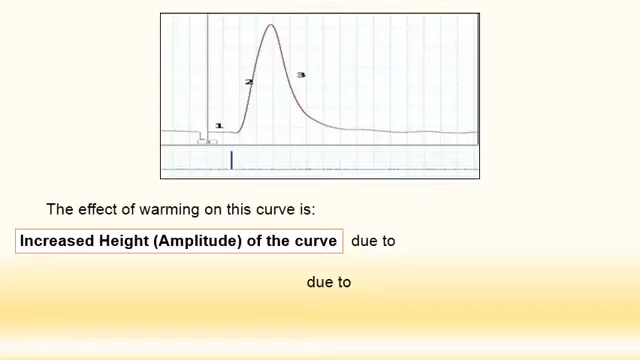 2
3
1
The effect of warming on this curve is:
Increased Height (Amplitude) of the curve due to
due to